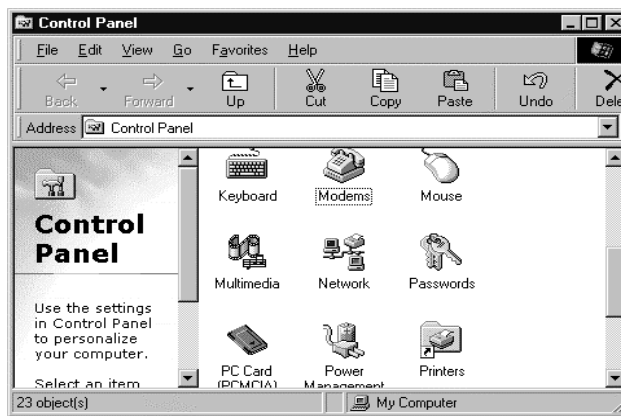 Control Panel
File Edit View Go Favorites Help
Back Forward Up Cut Copy Paste Undo Dele
Address Control Panel
Control
Panel
Use the settings
in Control Panel
to personalize
your computer.
Select an item
Keyboard Modems Mouse
Multimedia Network Passwords
PC Card Power Printers
(PCMCIA) Management
23 object(s) My Computer